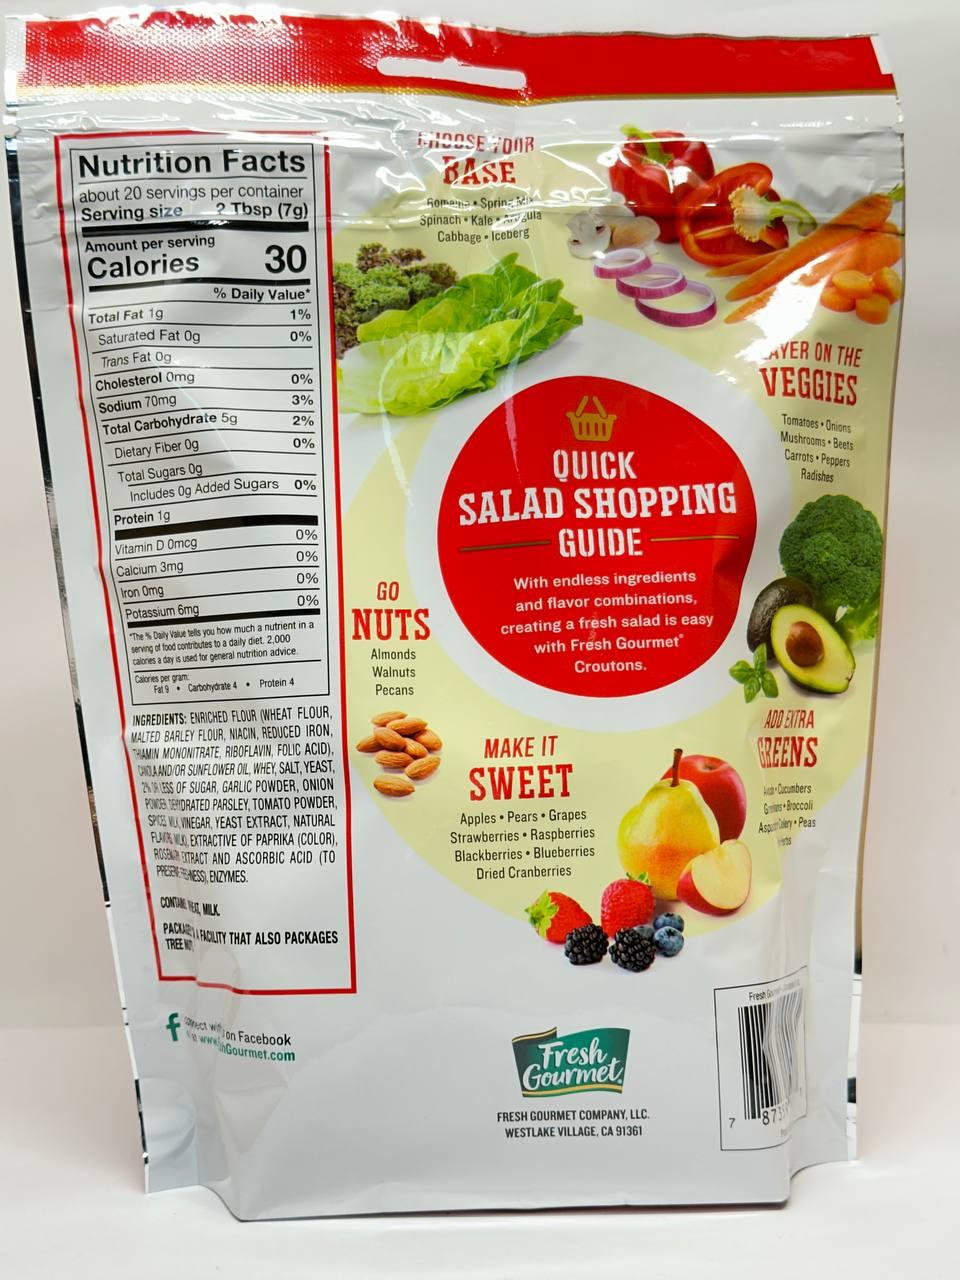 Nutrition Facts
about 20 servings per container
Serving size 2 Tbsp (7g)
Amount per serving
Calories 30
% Daily Value*
Total Fat 1g 1%
Saturated Fat 0g 0%
Trans Fat 0g
Cholesterol 0mg 0%
Sodium 70mg 3%
Total Carbohydrate 5g 2%
Dietary Fiber 0g 0%
Total Sugars 0g
Includes 0g Added Sugars 0%
Protein 1g
Vitamin D 0mcg 0%
Calcium 3mg 0%
Iron 0mg 0%
Potassium 6mg 0%
*The % Daily Value tells you how much a nutrient in a
serving of food contributes to a daily diet. 2,000
calories a day is used for general nutrition advice.
Calories per gram:
Fat 9 • Carbohydrate 4 • Protein 4
INGREDIENTS: ENRICHED FLOUR (WHEAT FLOUR,
MALTED BARLEY FLOUR, NIACIN, REDUCED IRON,
THIAMIN MONONITRATE, RIBOFLAVIN, FOLIC ACID),
CANOLA AND/OR SUNFLOWER OIL, WHEY, SALT, YEAST,
2% OR LESS OF SUGAR, GARLIC POWDER, ONION
POWDER, DEHYDRATED PARSLEY, TOMATO POWDER,
MILK, VINEGAR, YEAST EXTRACT, NATURAL
EXTRACTIVE OF PAPRIKA (COLOR),
EXTRACT AND ASCORBIC ACID (TO
ENZYMES.
MILK.
A FACILITY THAT ALSO PACKAGES
TREE
on Facebook
at
CHOOSE YOUR
BASE
Romaine • Spring Mix
Spinach • Kale • Arugula
Cabbage • Iceberg
LAYER ON THE
VEGGIES
Tomatoes • Onions
Mushrooms • Beets
Carrots • Peppers
Radishes
QUICK
SALAD SHOPPING
GUIDE
With endless ingredients
and flavor combinations,
creating a fresh salad is easy
with Fresh Gourmet®
Croutons.
GO
NUTS
Almonds
Walnuts
Pecans
ADD EXTRA
GREENS
• Cucumbers
• Broccoli
Celery • Peas
MAKE IT
SWEET
Apples • Pears • Grapes
Strawberries • Raspberries
Blackberries • Blueberries
Dried Cranberries
Fresh Gourmet®
FRESH GOURMET COMPANY, LLC.
WESTLAKE VILLAGE, CA 91361
Fresh
7